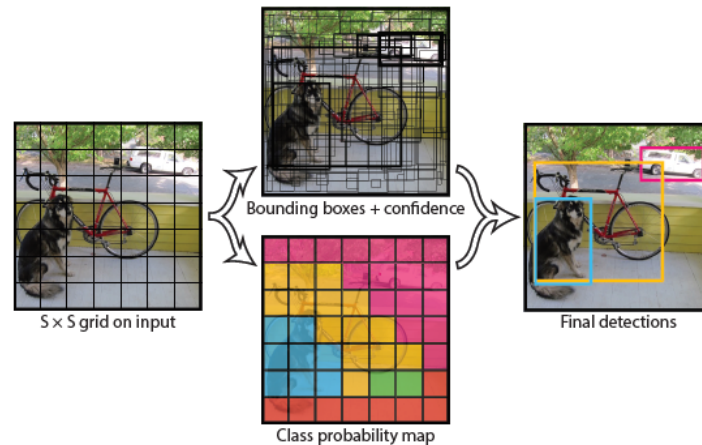 S × S grid on input
Bounding boxes + confidence
Class probability map
Final detections